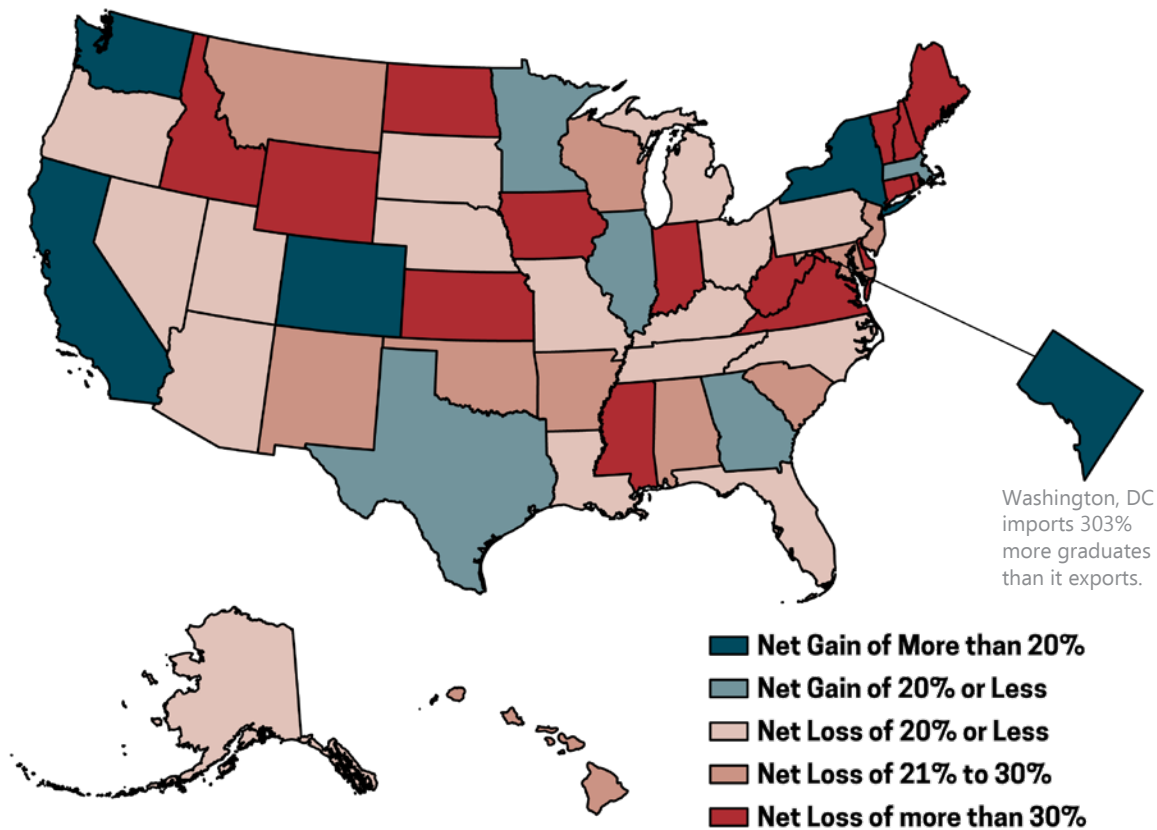 Washington, DC
imports 303%
more graduates
than it exports.
Net Gain of More than 20%
Net Gain of 20% or Less
Net Loss of 20% or Less
Net Loss of 21% to 30%
Net Loss of more than 30%